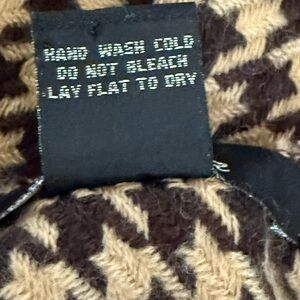 HAND WASH COLD
DO NOT BLEACH
LAY FLAT TO DRY